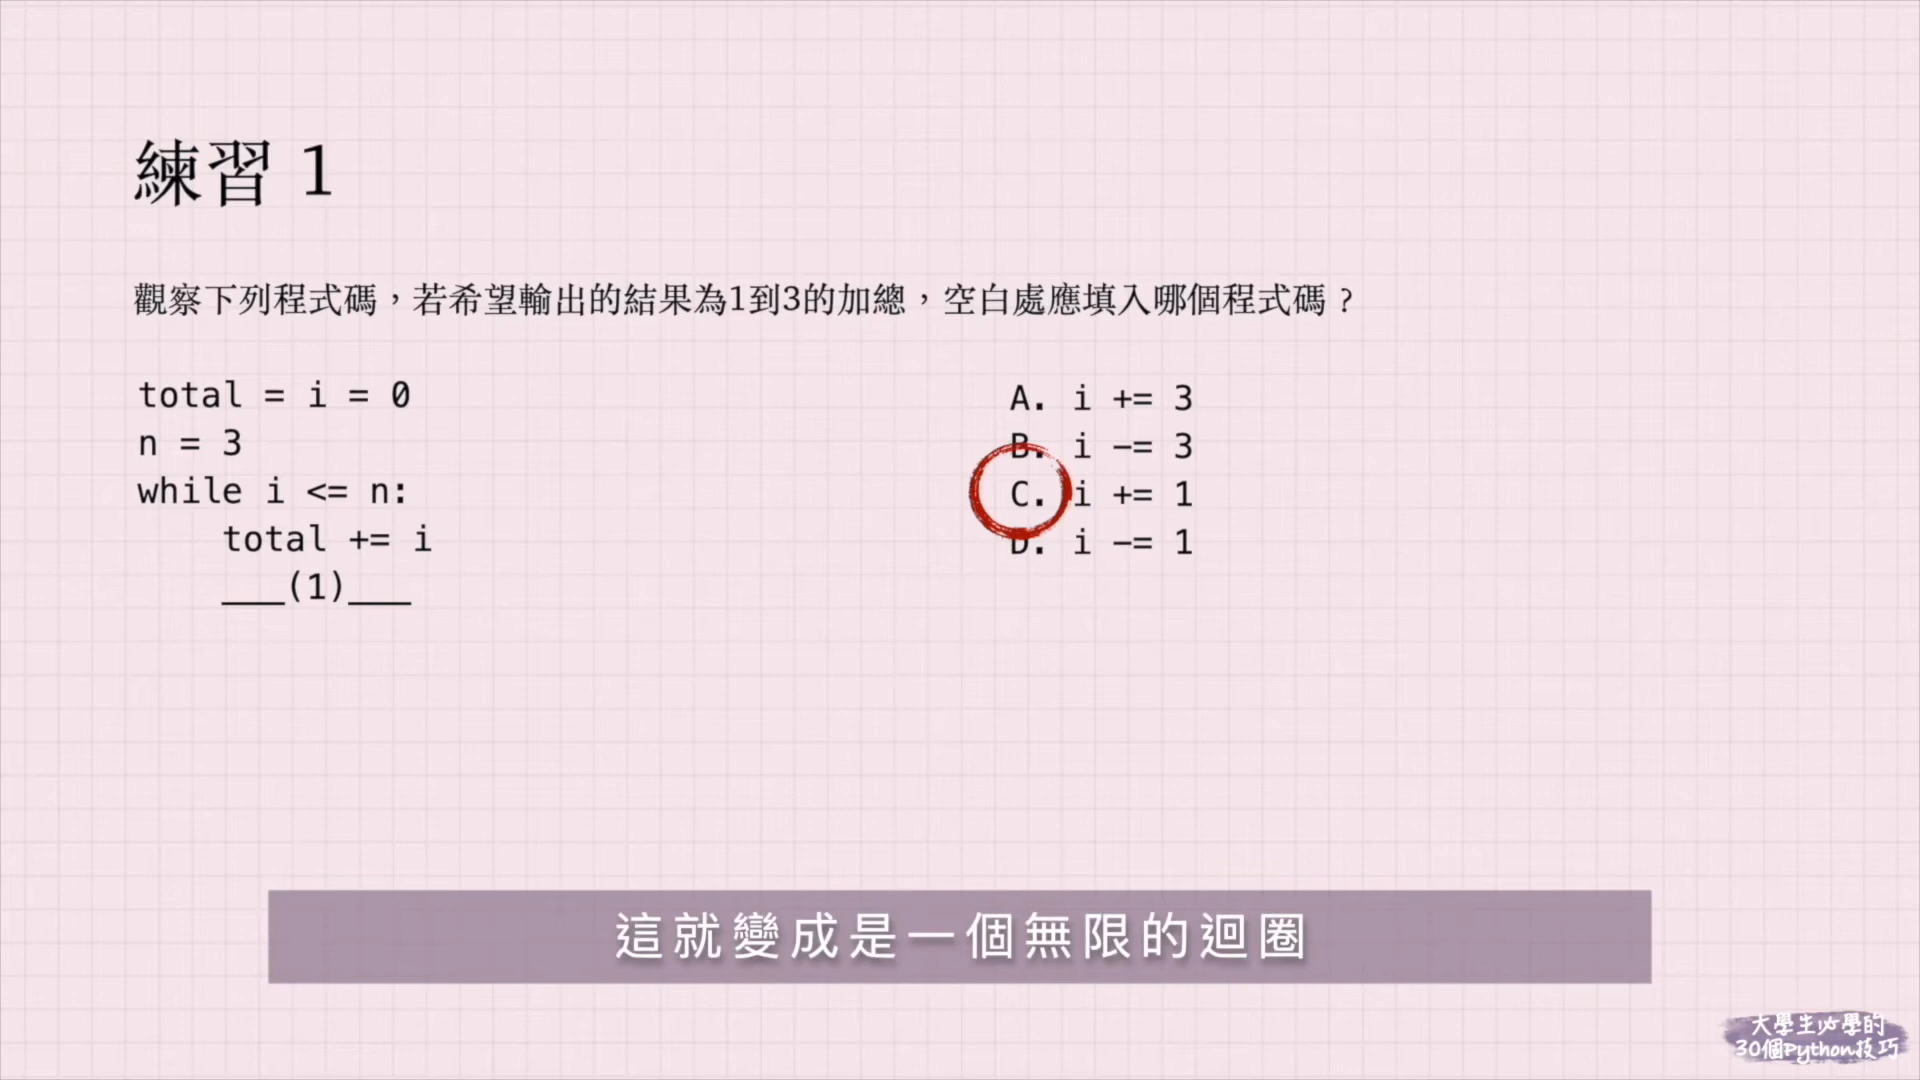 練習 1
觀察下列程式碼，若希望輸出的結果為1到3的加總，空白處應填入哪個程式碼？
total = i = 0
n = 3
while i <= n:
    total += i
    ___(1)___
A. i += 3
B. i -= 3
C. i += 1
D. i -= 1
這就變成是一個無限的迴圈
大學生必學的
30個Python技巧